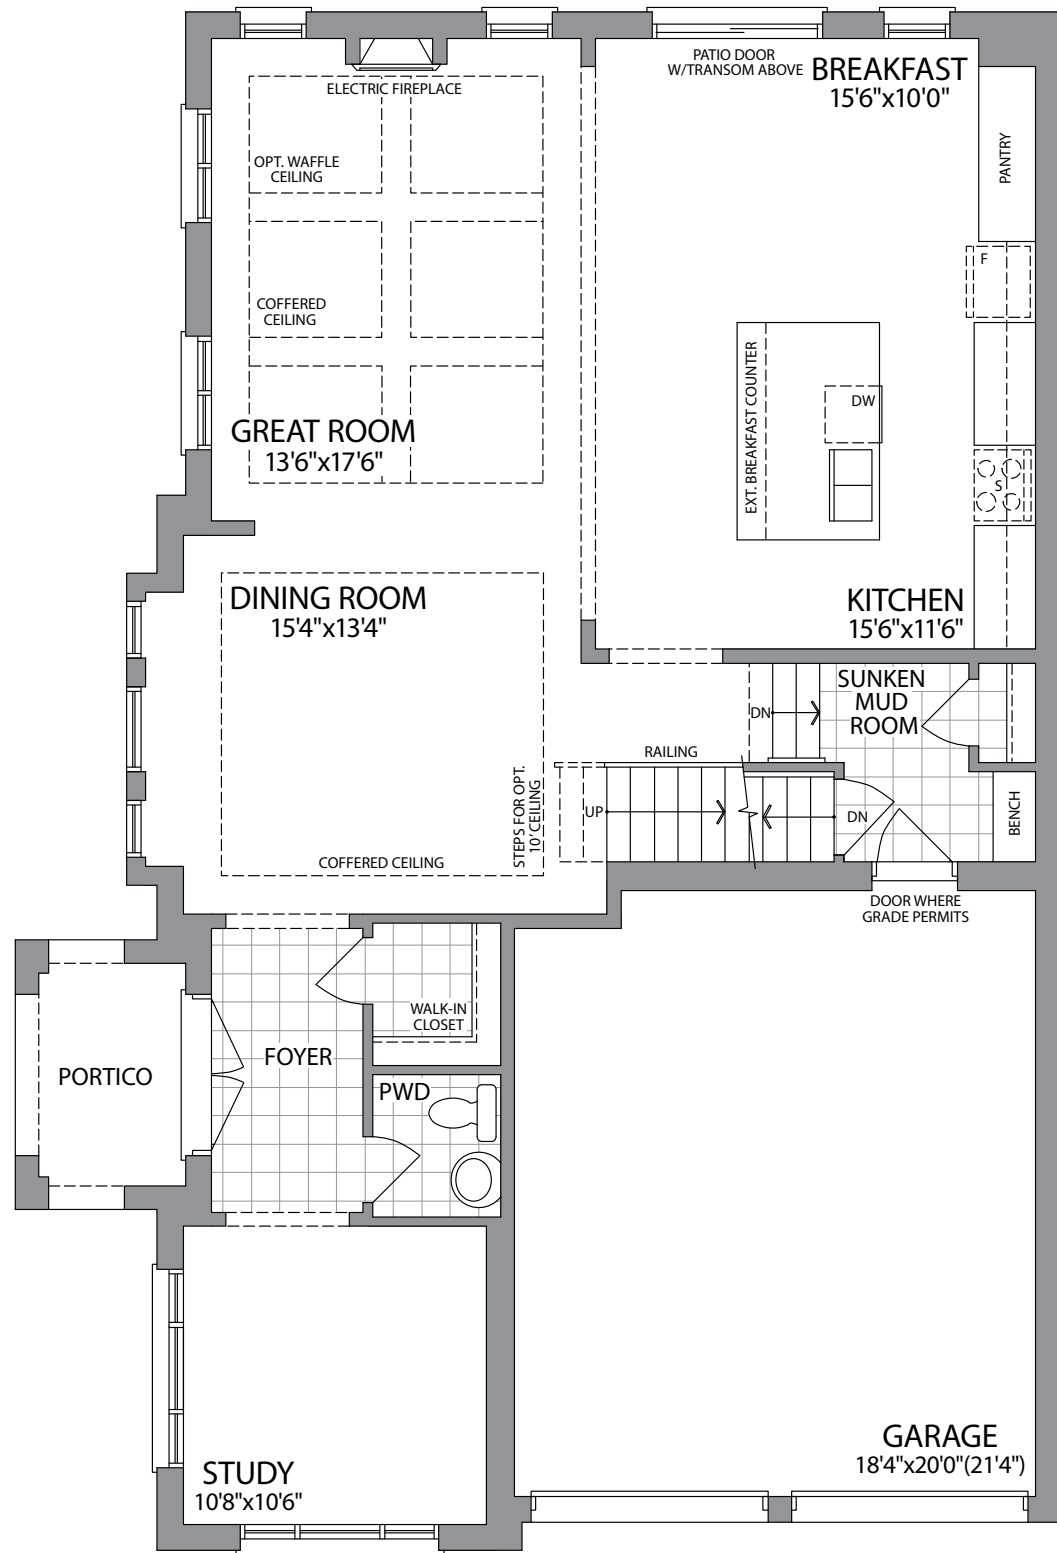 PATIO DOOR
W/TRANSOM ABOVE
BREAKFAST
15'6"x10'0"
ELECTRIC FIREPLACE
OPT. WAFFLE
CEILING
PANTRY
F
COFFERED
CEILING
EXT. BREAKFAST COUNTER
DW
GREAT ROOM
13'6"x17'6"
S
DINING ROOM
15'4"x13'4"
KITCHEN
15'6"x11'6"
SUNKEN
MUD
ROOM
DN
RAILING
STEPS FOR OPT.
10' CEILING
UP
DN
BENCH
COFFERED CEILING
DOOR WHERE
GRADE PERMITS
WALK-IN
CLOSET
FOYER
PORTICO
PWD
GARAGE
18'4"x20'0"(21'4")
STUDY
10'8"x10'6"